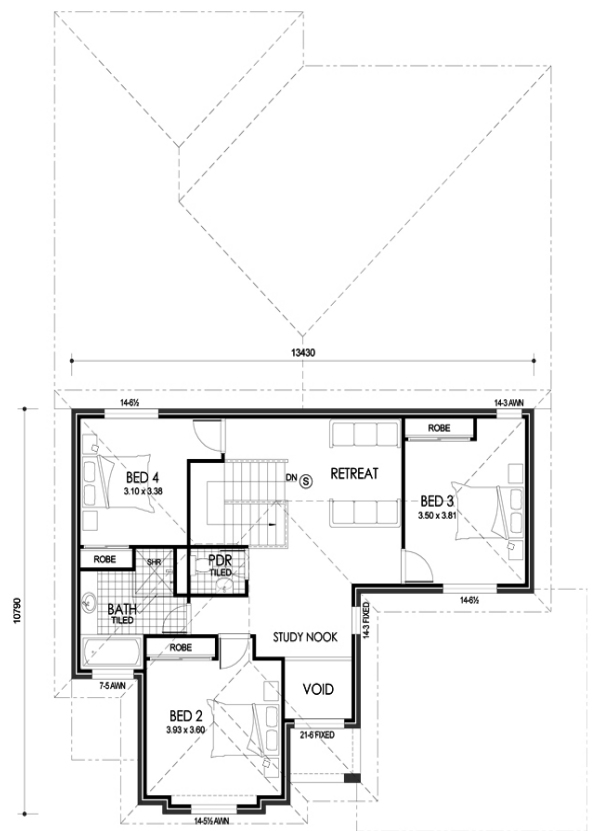 13430
14-6½
14-3 AWN
ROBE
RETREAT
BED 4
3.10 x 3.38
DN
S
BED 3
3.50 x 3.81
ROBE
SHR
PDR
TILED
14-6½
10790
BATH
TILED
14-3 FIXED
STUDY NOOK
ROBE
7-5 AWN
VOID
BED 2
3.93 x 3.60
21-6 FIXED
14-5½ AWN